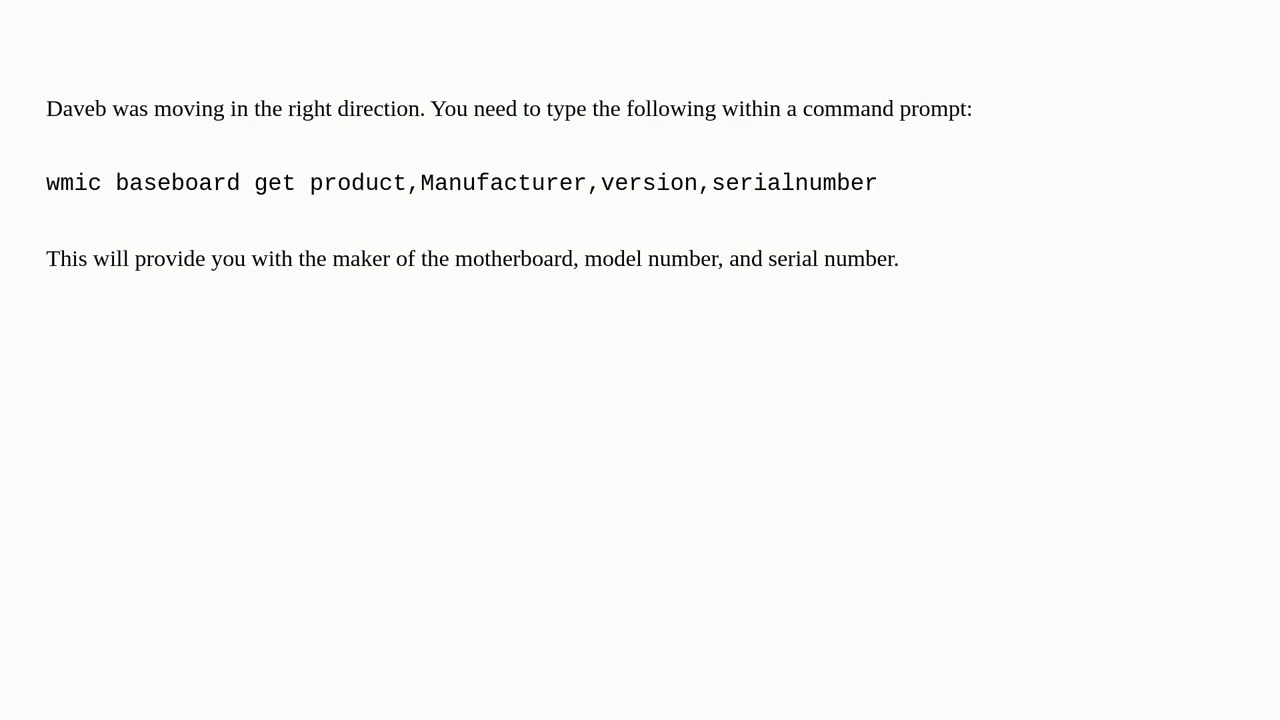 Daveb was moving in the right direction. You need to type the following within a command prompt:
wmic baseboard get product,Manufacturer,version,serialnumber
This will provide you with the maker of the motherboard, model number, and serial number.